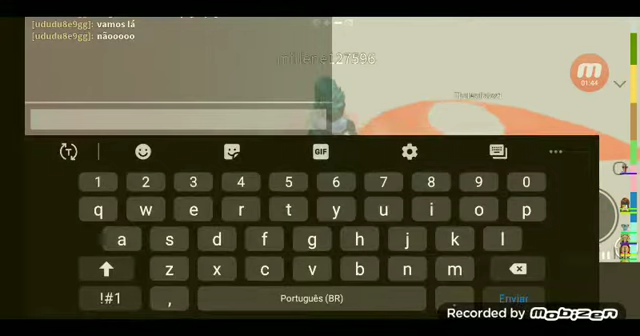 [ududu8e9gg]: vamos lá
[ududu8e9gg]: nãooooo
millene127596
01:44
GIF
1 2 3 4 5 6 7 8 9 0
q w e r t y u i o p
a s d f g h j k l
z x c v b n m
!#1 , Português (BR) . Enviar
Recorded by mobizen